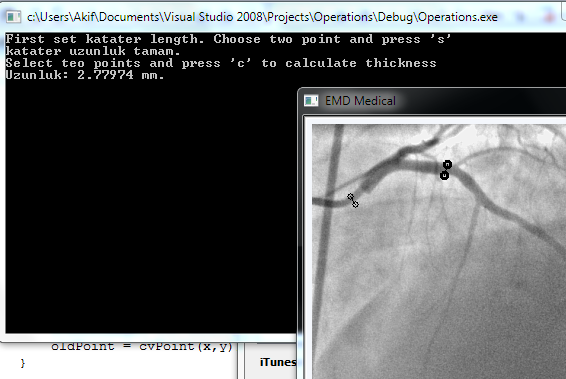 c:\Users\Akif\Documents\Visual Studio 2008\Projects\Operations\Debug\Operations.exe
First set katater length. Choose two point and press 's'
katater uzunluk tamam.
Select teo points and press 'c' to calculate thickness
Uzunluk: 2.77974 mm.
EMD Medical
oldPoint = cvPoint(x,y)
}
iTunes